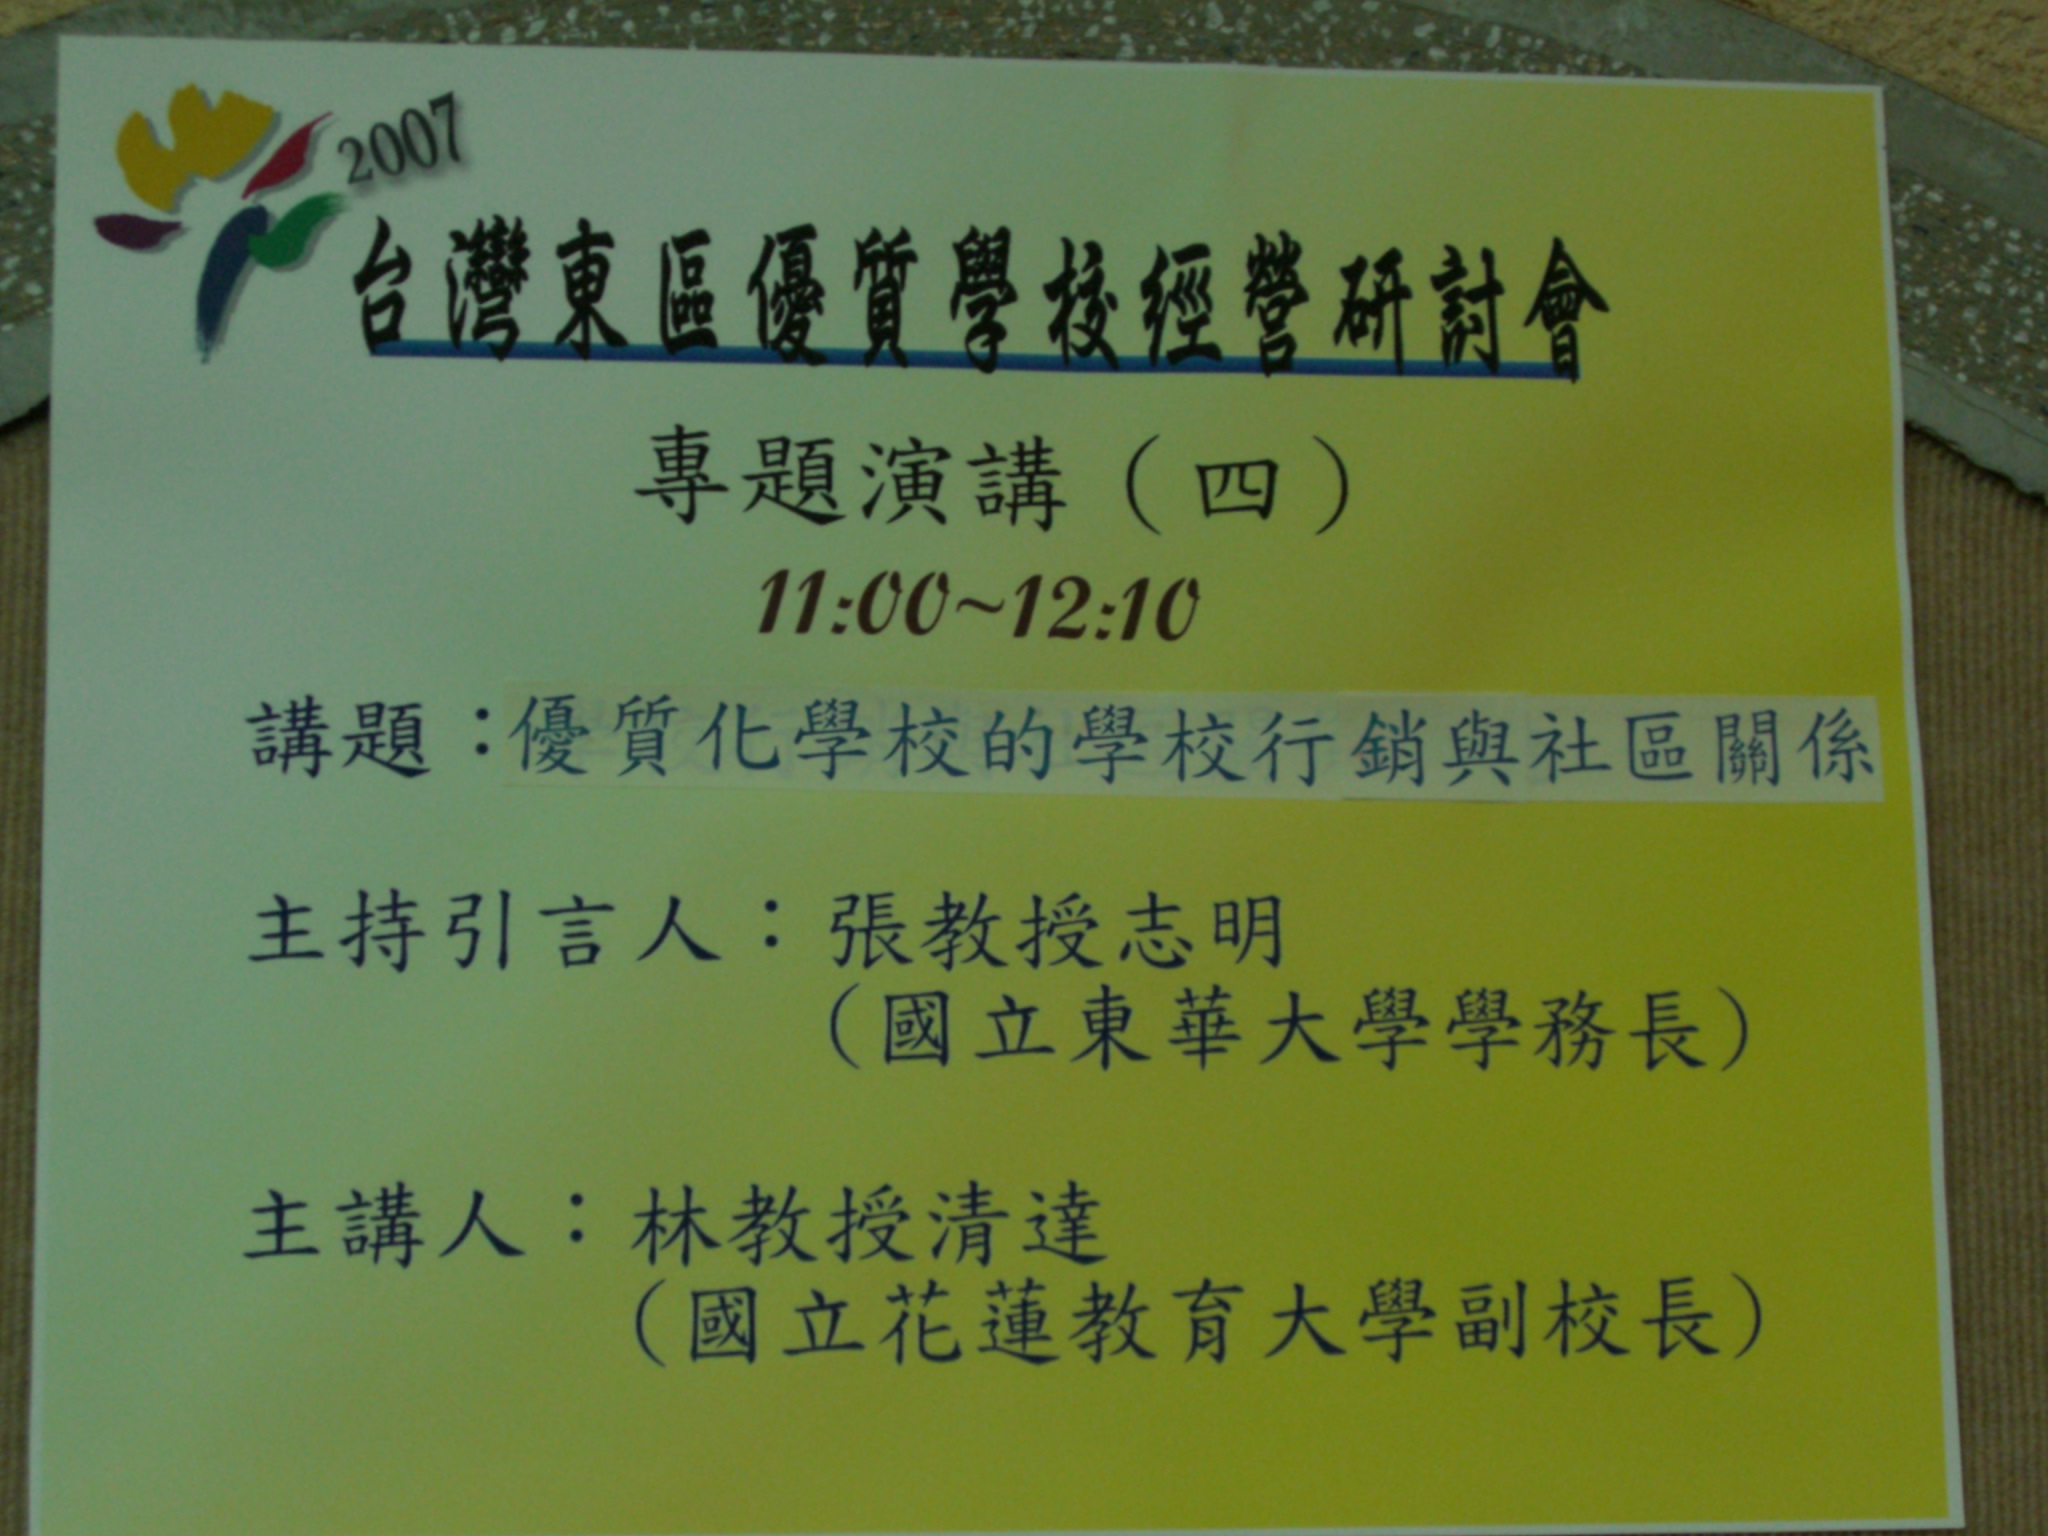 2007
台灣東區優質學校經營研討會
專題演講（四）
11:00~12:10
講題：優質化學校的學校行銷與社區關係
主持引言人：張教授志明
（國立東華大學學務長）
主講人：林教授清達
（國立花蓮教育大學副校長）